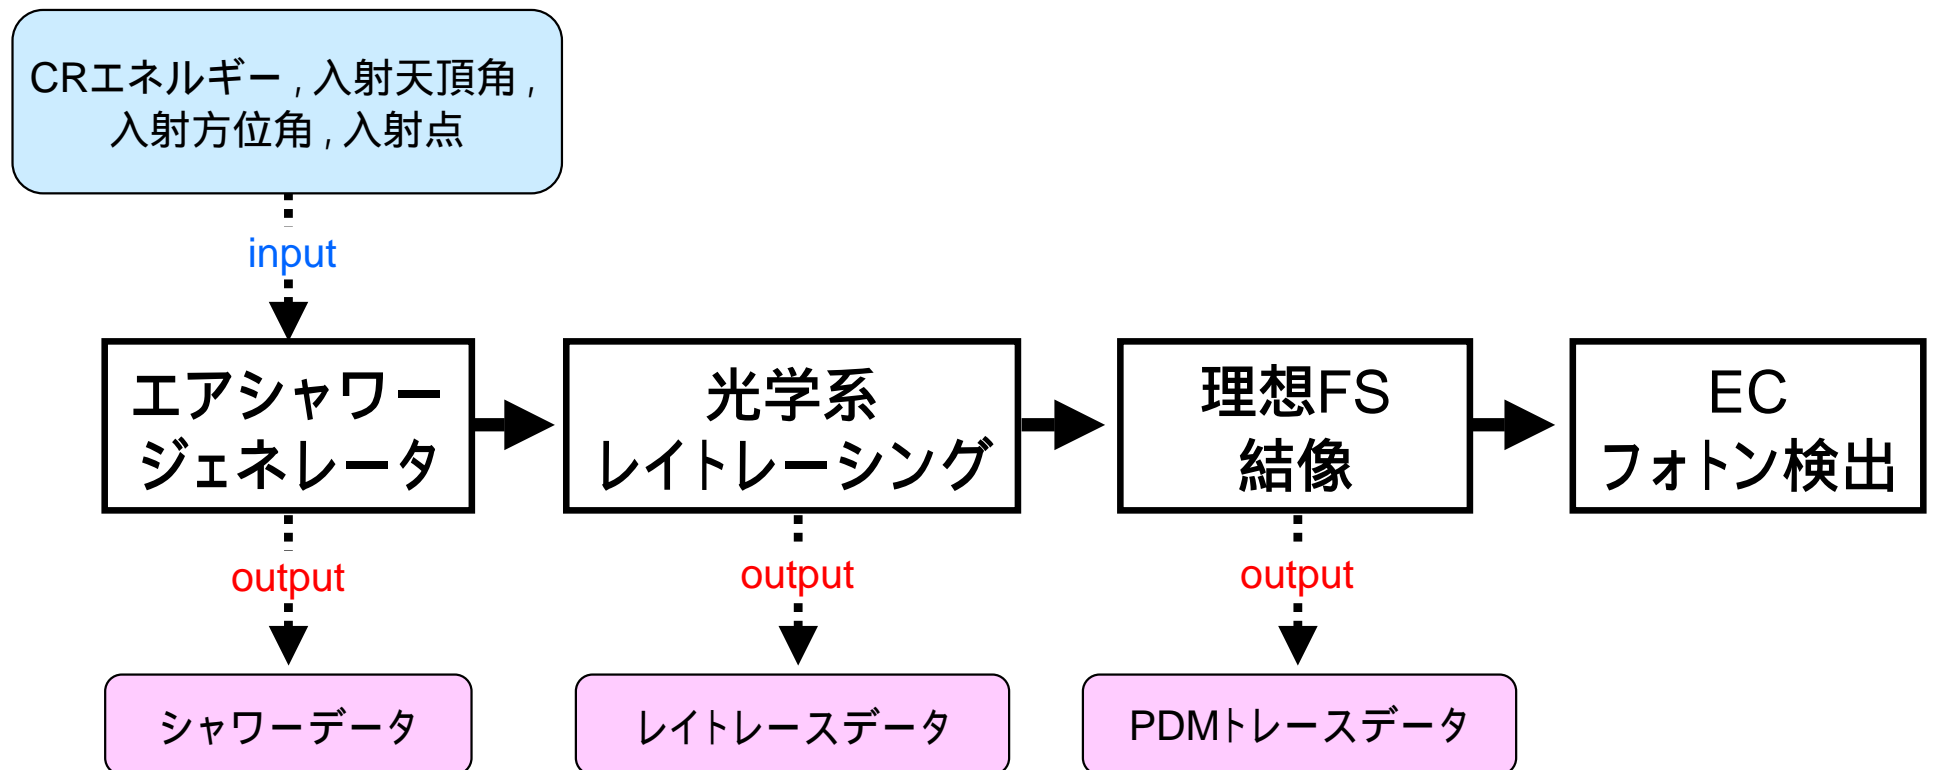 CRエネルギー , 入射天頂角 ,
入射方位角 , 入射点
input
エアシャワー
ジェネレータ
光学系
レイトレーシング
理想FS
結像
EC
フォトン検出
output
output
output
シャワーデータ
レイトレースデータ
PDMトレースデータ